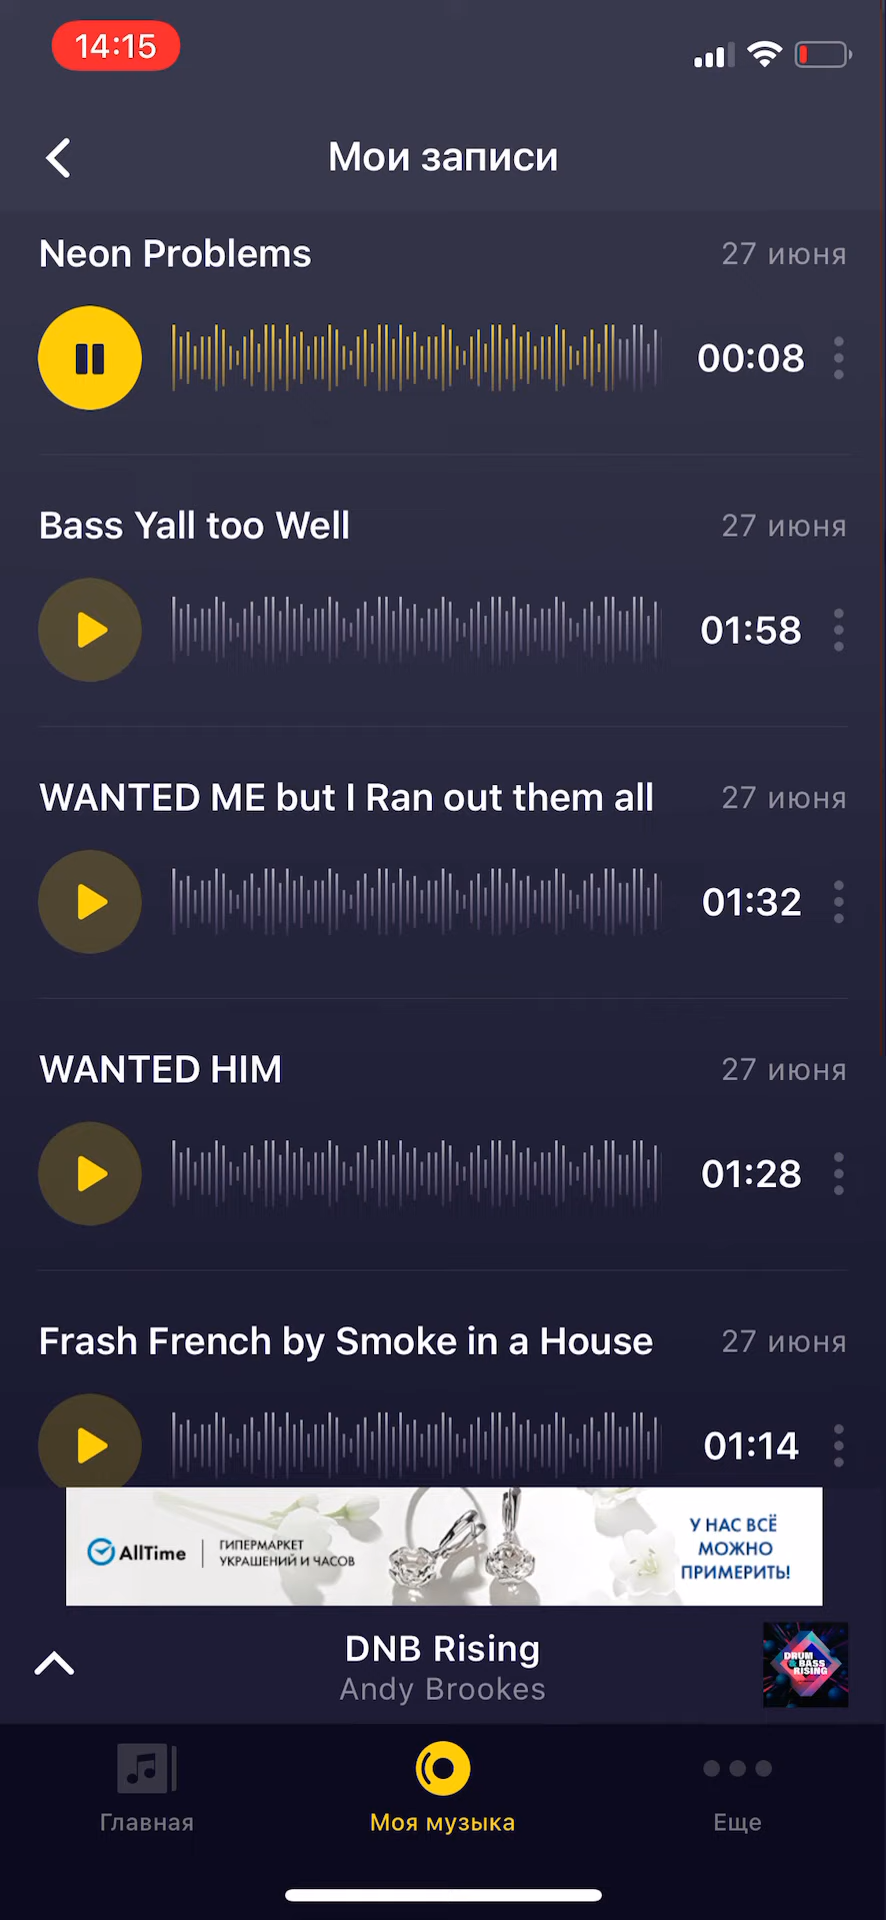 14:15
Мои записи
Neon Problems
27 июня
00:08
Bass Yall too Well
27 июня
01:58
WANTED ME but I Ran out them all
27 июня
01:32
WANTED HIM
27 июня
01:28
Frash French by Smoke in a House
27 июня
01:14
AllTime
ГИПЕРМАРКЕТ
УКРАШЕНИЙ И ЧАСОВ
У НАС ВСЁ
МОЖНО
ПРИМЕРИТЬ!
DNB Rising
Andy Brookes
DRUM
& BASS
RISING
Главная
Моя музыка
Еще